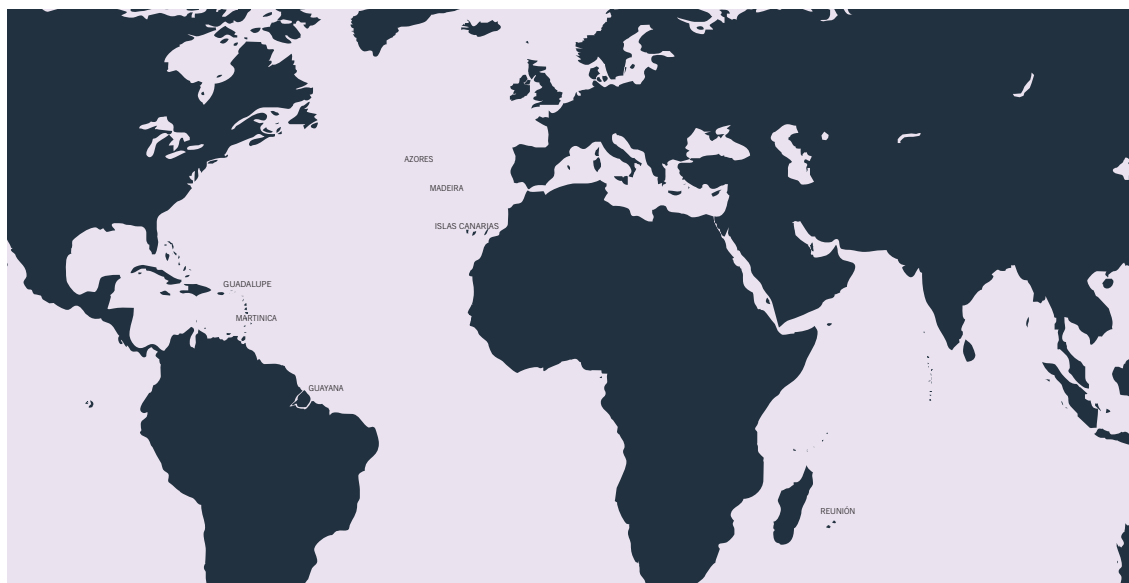 AZORES
MADEIRA
ISLAS CANARIAS
GUADALUPE
MARTINICA
GUAYANA
REUNIÓN